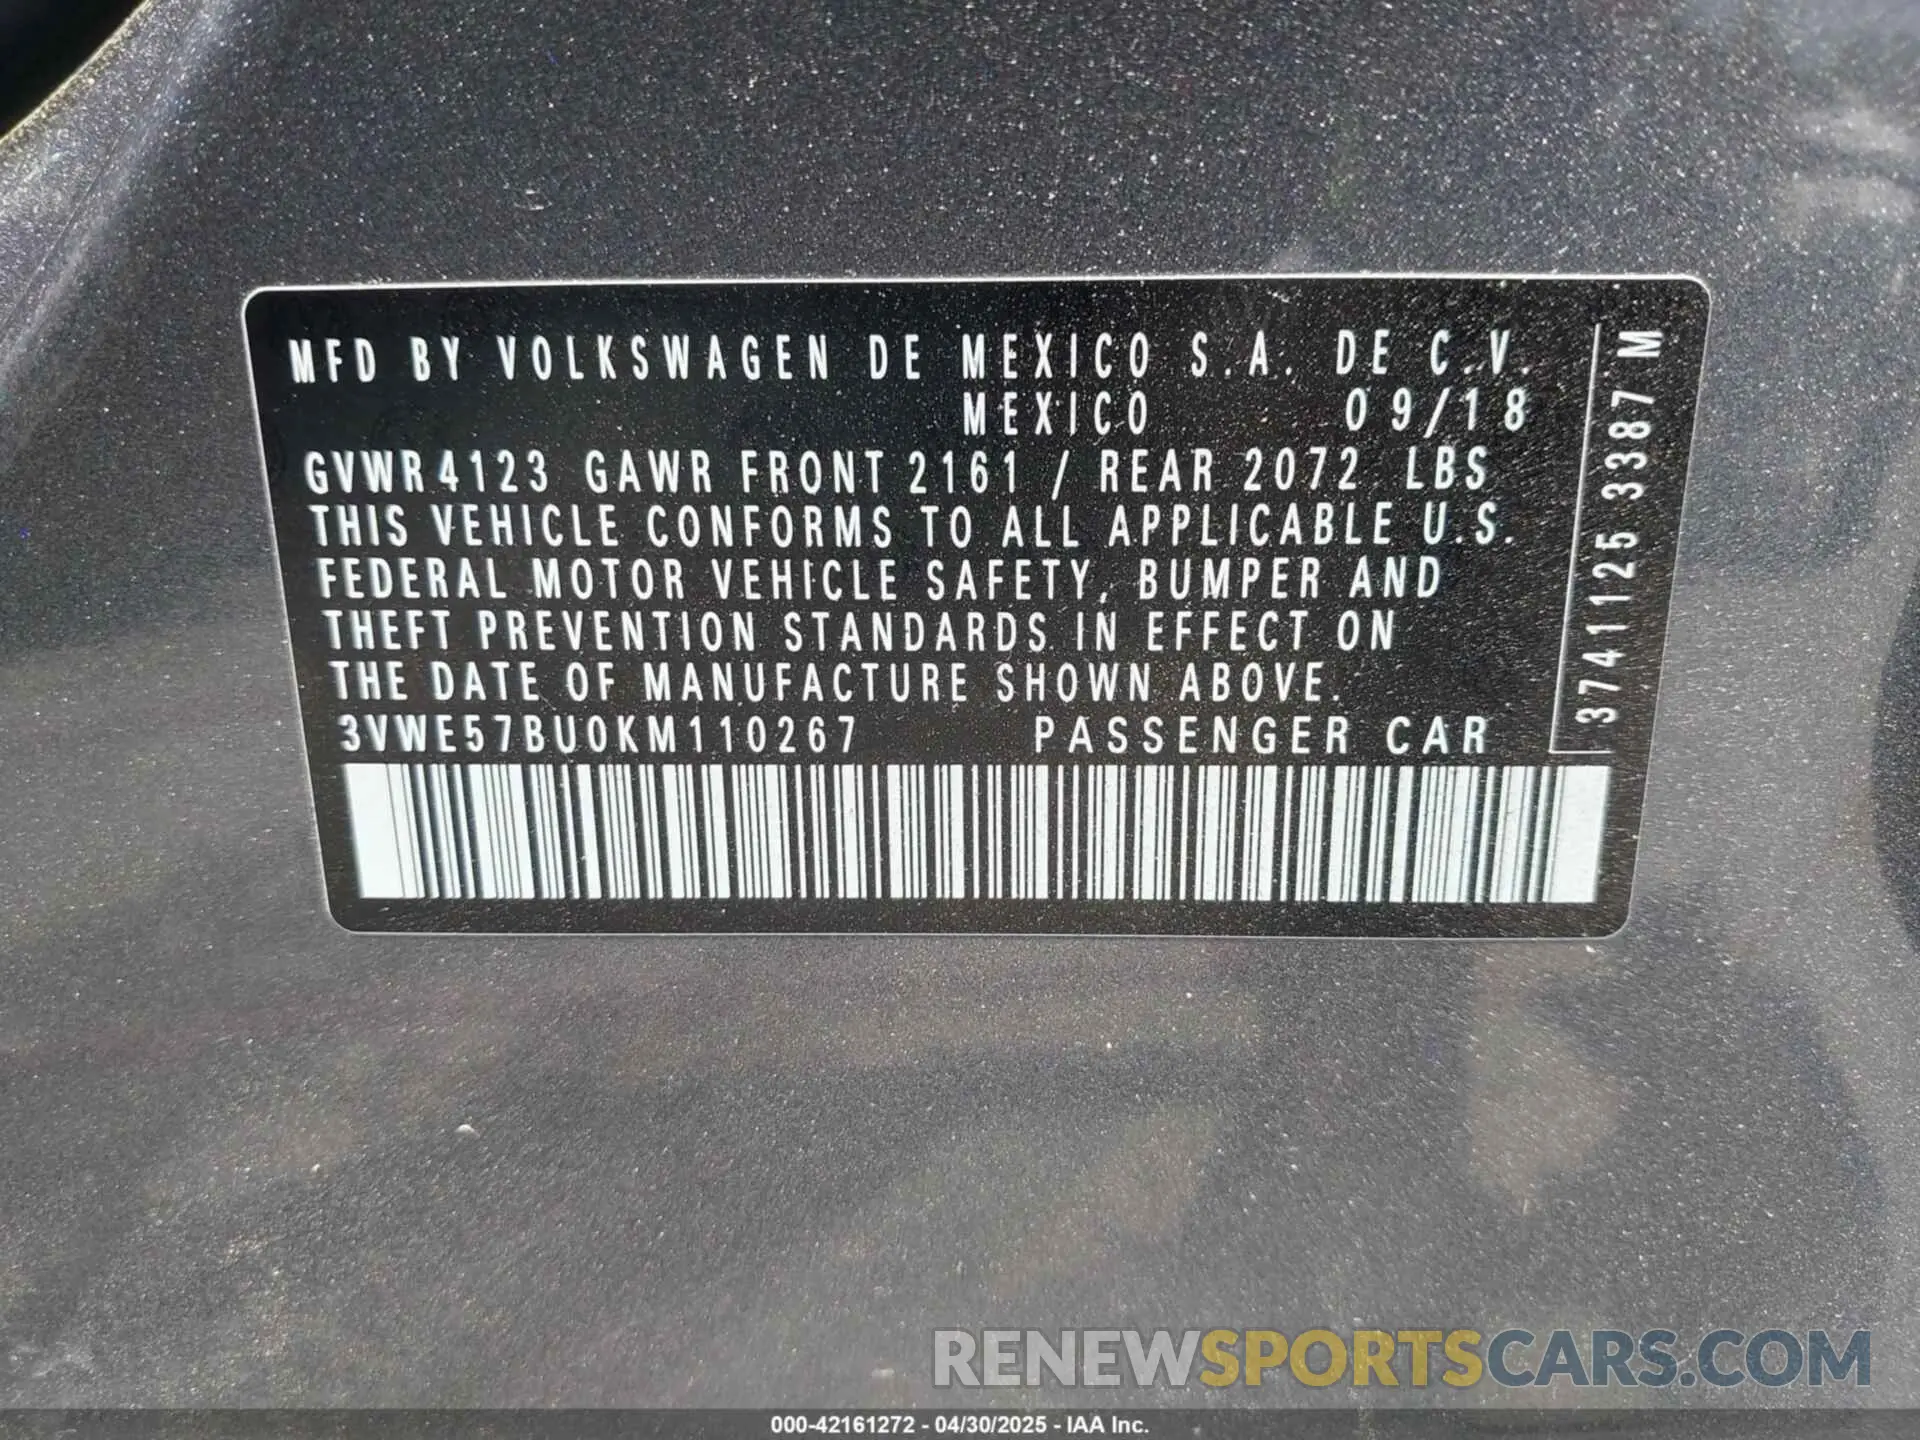 MFD BY VOLKSWAGEN DE MEXICO S.A. DE C.V.
MEXICO 09/18
GVWR 4123 GAWR FRONT 2161 / REAR 2072 LBS
THIS VEHICLE CONFORMS TO ALL APPLICABLE U.S.
FEDERAL MOTOR VEHICLE SAFETY, BUMPER AND
THEFT PREVENTION STANDARDS IN EFFECT ON
THE DATE OF MANUFACTURE SHOWN ABOVE.
3VWE57BU0KM110267 PASSENGER CAR
3741125 3387 M
RENEWSPORTSCARS.COM
000-42161272 - 04/30/2025 - IAA Inc.